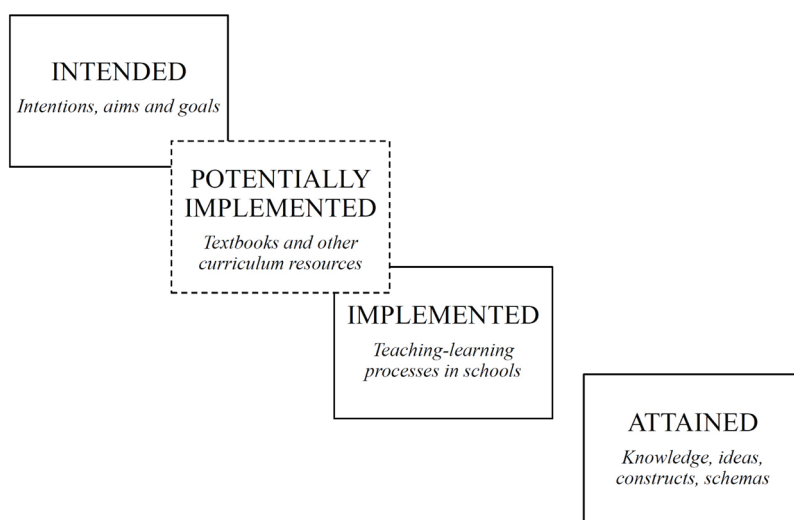 INTENDED
Intentions, aims and goals
POTENTIALLY
IMPLEMENTED
Textbooks and other
curriculum resources
IMPLEMENTED
Teaching-learning
processes in schools
ATTAINED
Knowledge, ideas,
constructs, schemas